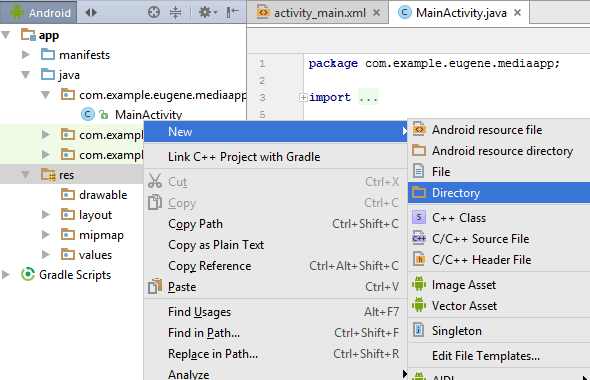 Android
activity_main.xml
MainActivity.java
app
manifests
java
com.example.eugene.mediaapp
MainActivity
com.examp
com.examp
res
drawable
layout
mipmap
values
Gradle Scripts
1
2
3
5
package com.example.eugene.mediaapp;
import ...
New
Link C++ Project with Gradle
Cut Ctrl+X
Copy Ctrl+C
Copy Path Ctrl+Shift+C
Copy as Plain Text
Copy Reference Ctrl+Alt+Shift+C
Paste Ctrl+V
Find Usages Alt+F7
Find in Path... Ctrl+Shift+F
Replace in Path... Ctrl+Shift+R
Analyze
Android resource file
Android resource directory
File
Directory
C++ Class
C/C++ Source File
C/C++ Header File
Image Asset
Vector Asset
Singleton
Edit File Templates...
AIDL